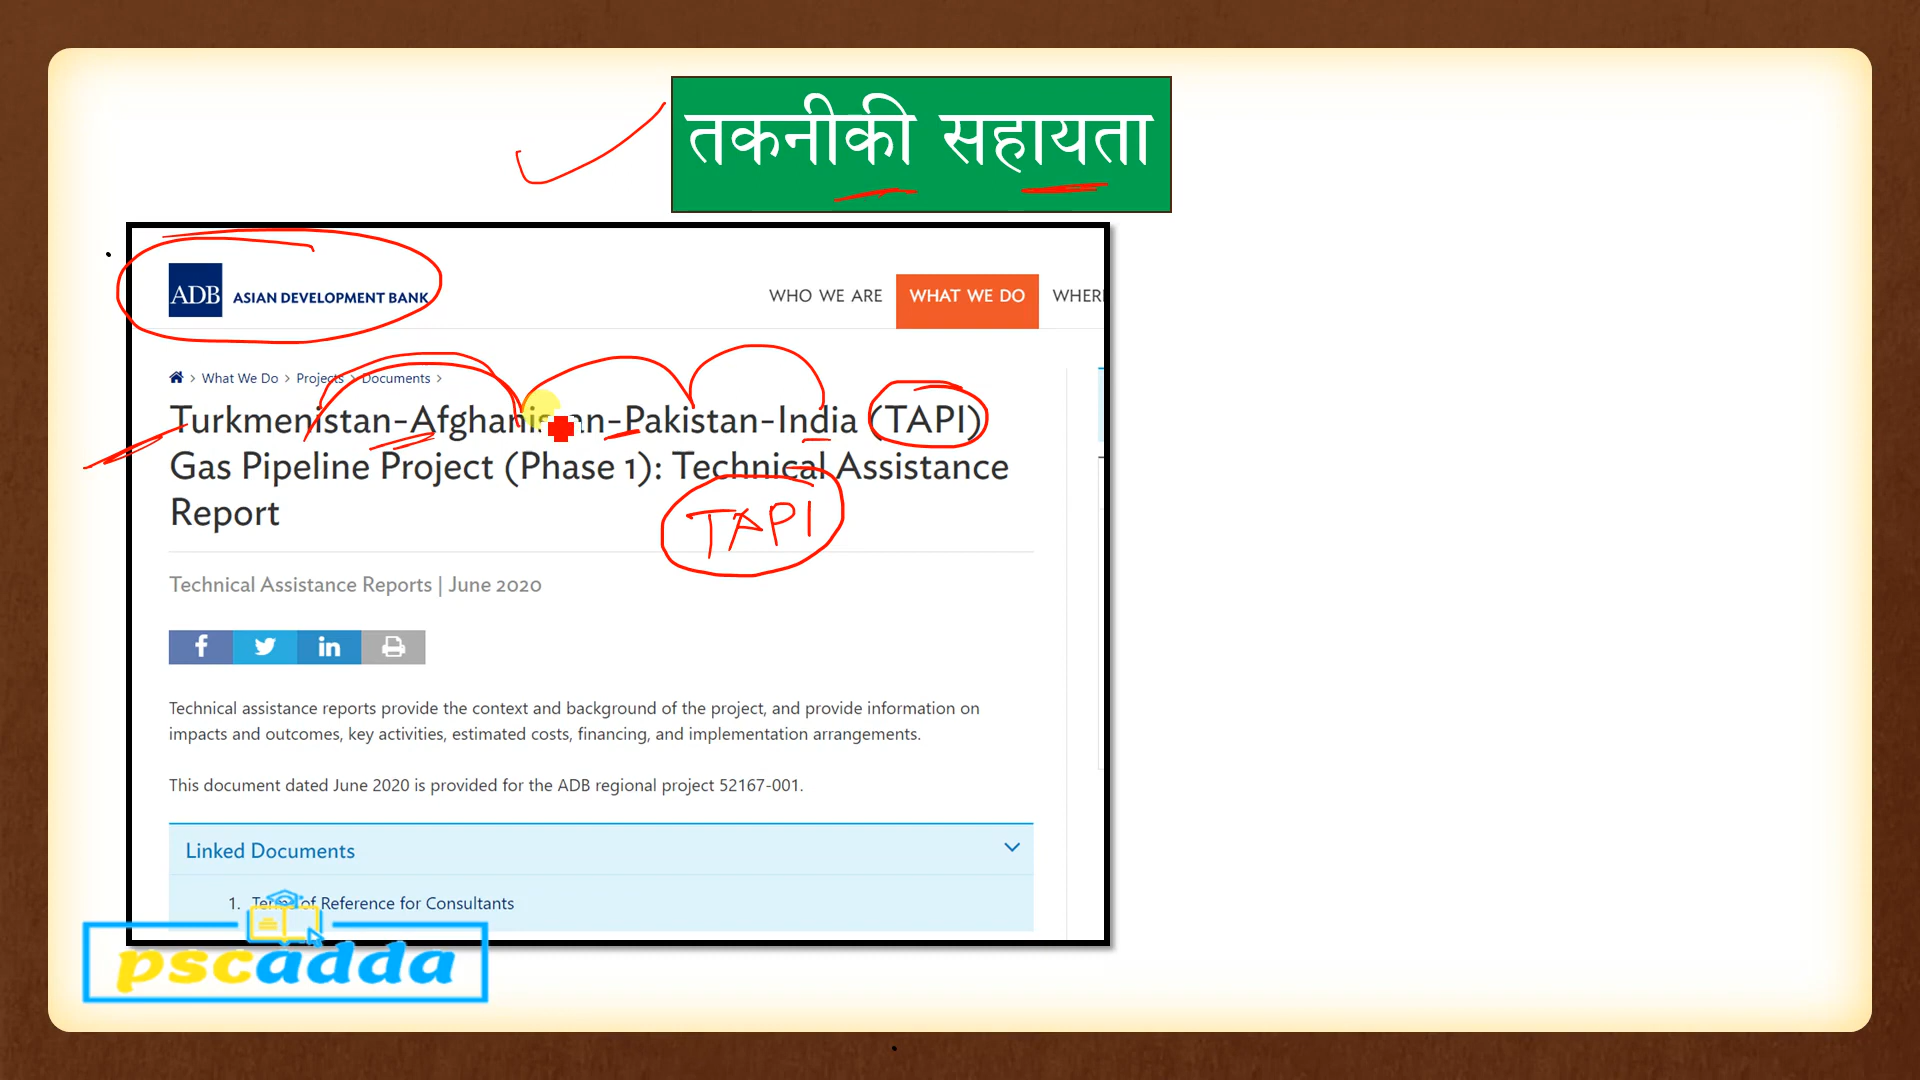 तकनीकी सहायता
ADB ASIAN DEVELOPMENT BANK
WHO WE ARE WHAT WE DO WHERE
What We Do > Projects > Documents >
Turkmenistan-Afghanistan-Pakistan-India (TAPI)
Gas Pipeline Project (Phase 1): Technical Assistance
Report
TAPI
Technical Assistance Reports | June 2020
Technical assistance reports provide the context and background of the project, and provide information on
impacts and outcomes, key activities, estimated costs, financing, and implementation arrangements.
This document dated June 2020 is provided for the ADB regional project 52167-001.
Linked Documents
1. Terms of Reference for Consultants
pscadda